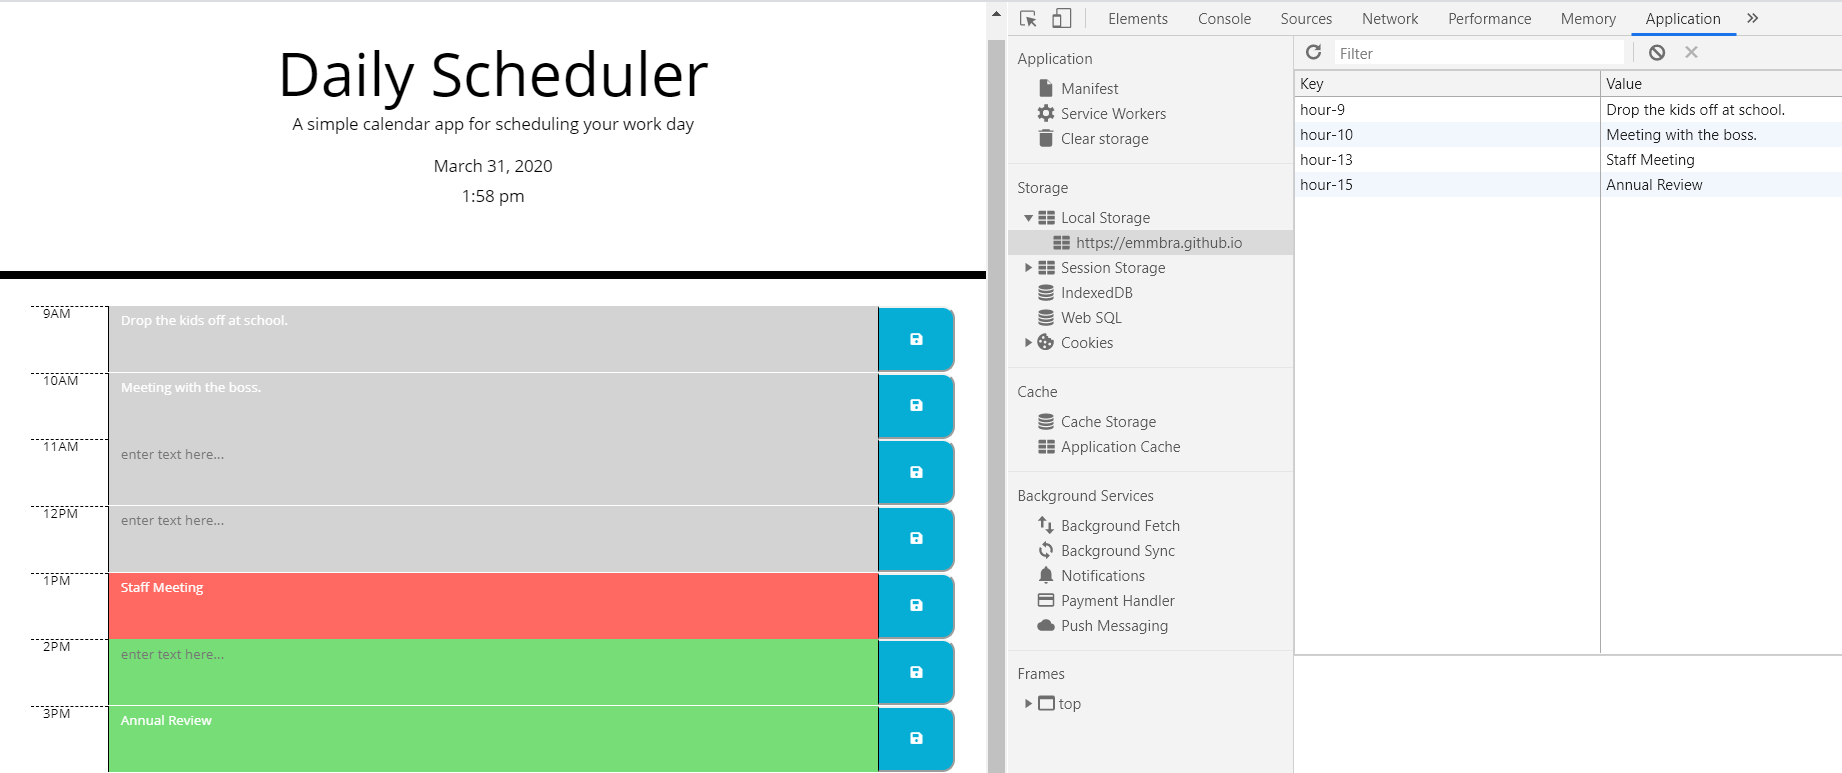 Daily Scheduler
A simple calendar app for scheduling your work day
March 31, 2020
1:58 pm
9AM Drop the kids off at school.
10AM Meeting with the boss.
11AM enter text here...
12PM enter text here...
1PM Staff Meeting
2PM enter text here...
3PM Annual Review
Elements Console Sources Network Performance Memory Application »
Application
Manifest
Service Workers
Clear storage
Storage
Local Storage
https://emmbra.github.io
Session Storage
IndexedDB
Web SQL
Cookies
Cache
Cache Storage
Application Cache
Background Services
Background Fetch
Background Sync
Notifications
Payment Handler
Push Messaging
Frames
top
Filter
Key Value
hour-9 Drop the kids off at school.
hour-10 Meeting with the boss.
hour-13 Staff Meeting
hour-15 Annual Review